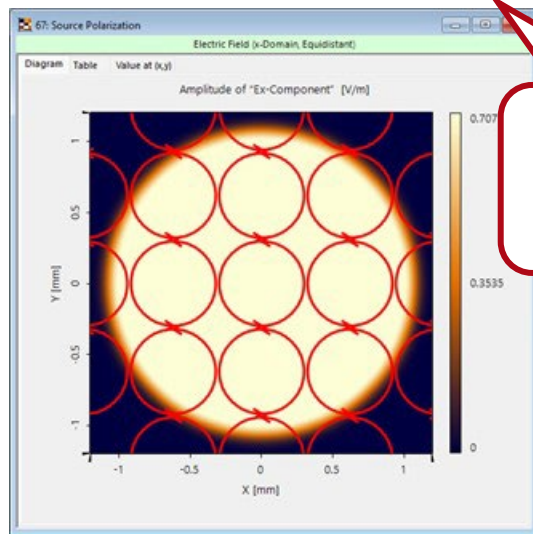 67: Source Polarization
Electric Field (x-Domain, Equidistant)
Diagram Table Value at (x,y)
Amplitude of "Ex-Component" [V/m]
0.707
0.3535
0
1
0.5
0
-0.5
-1
Y [mm]
-1 -0.5 0 0.5 1
X [mm]